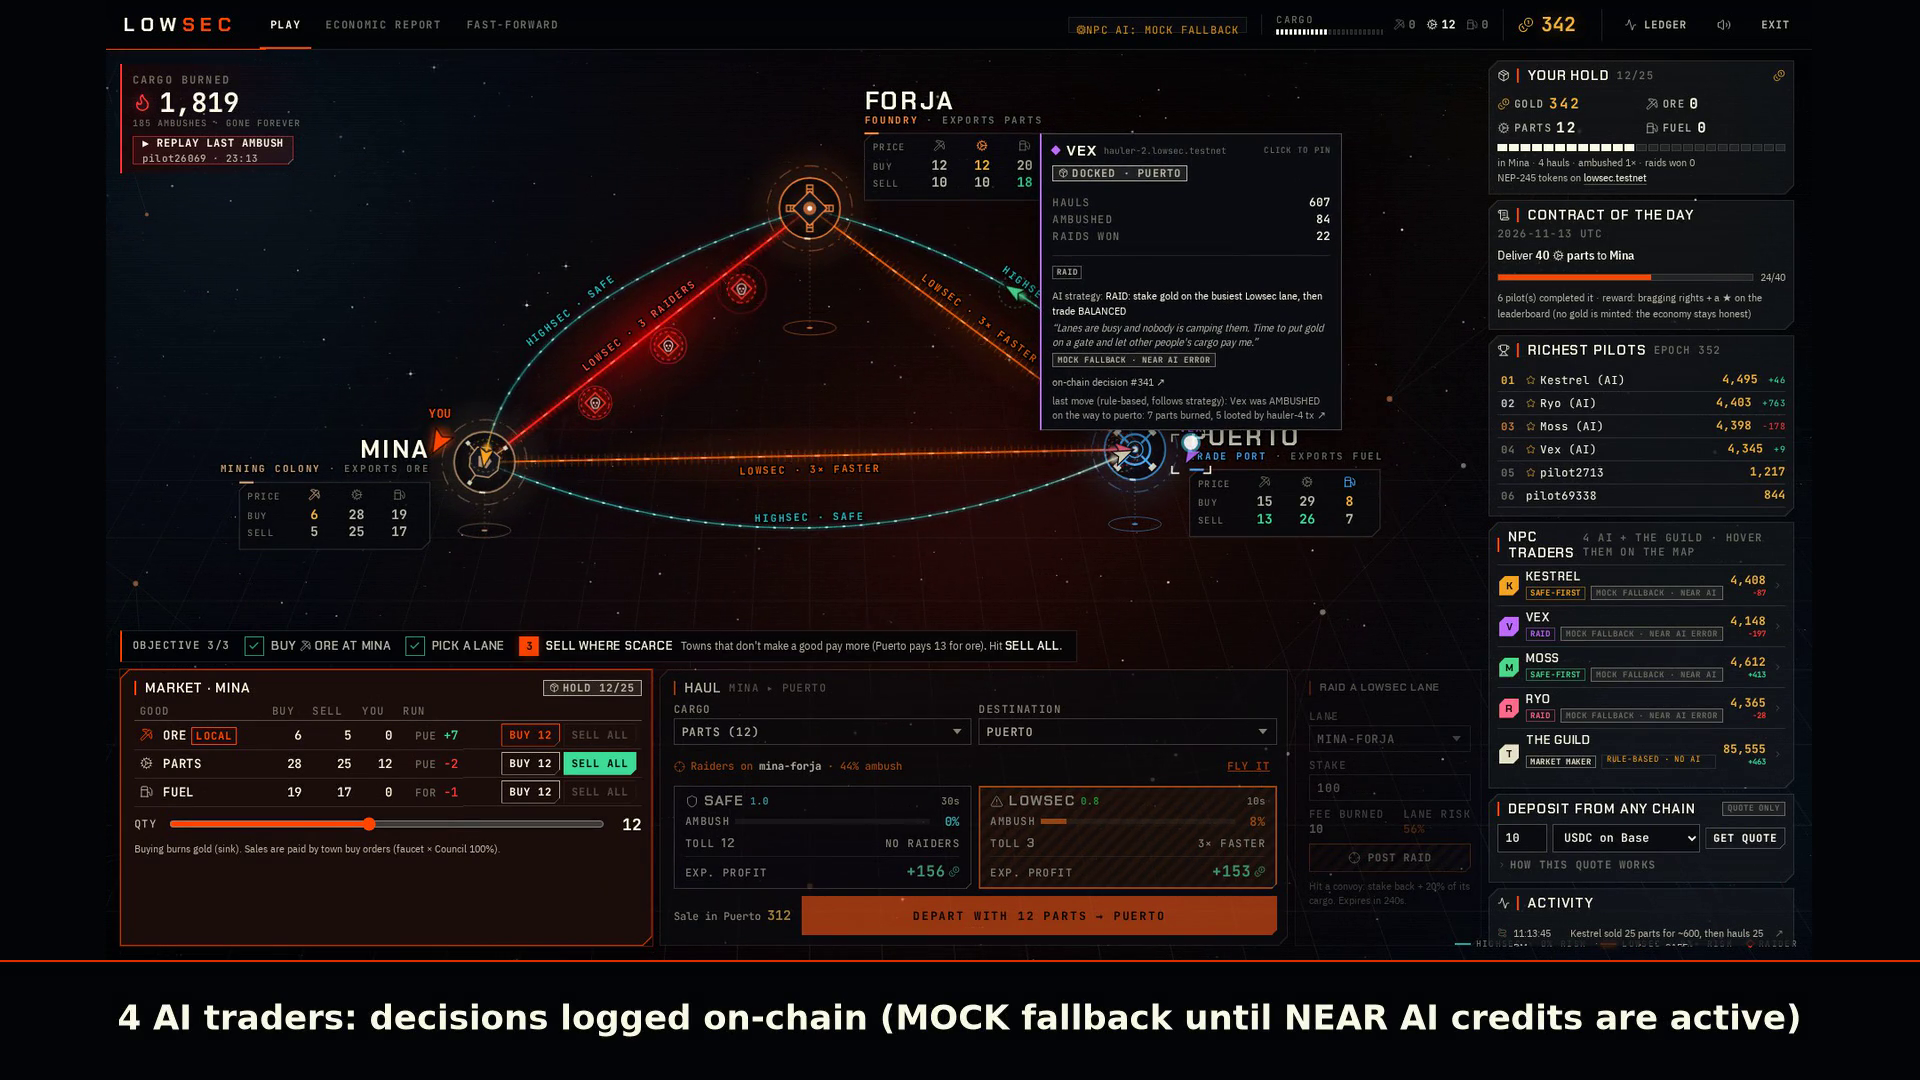 LOWSEC
PLAY
ECONOMIC REPORT
FAST-FORWARD
NPC AI: MOCK FALLBACK
CARGO
0 12 0
342
LEDGER
EXIT
CARGO BURNED
1,819
185 AMBUSHES ~ GONE FOREVER
▶ REPLAY LAST AMBUSH
pilot26069 · 23:13
FORJA
FOUNDRY · EXPORTS PARTS
PRICE
BUY 12 12 20
SELL 10 10 18
VEX hauler-2.lowsec.testnet CLICK TO PIN
DOCKED · PUERTO
HAULS 607
AMBUSHED 84
RAIDS WON 22
RAID
AI strategy: RAID: stake gold on the busiest Lowsec lane, then
trade BALANCED
"Lanes are busy and nobody is camping them. Time to put gold
on a gate and let other people's cargo pay me."
MOCK FALLBACK · NEAR AI ERROR
on-chain decision #341 ↗
last move (rule-based, follows strategy): Vex was AMBUSHED
on the way to puerto: 7 parts burned, 5 looted by hauler-4 tx ↗
HIGHSEC · SAFE
LOWSEC · 3 RAIDERS
LOWSEC · 3× FASTER
LOWSEC · 3× FASTER
HIGHSEC · SAFE
YOU
MINA
MINING COLONY · EXPORTS ORE
PRICE
BUY 6 28 19
SELL 5 25 17
PUERTO
TRADE PORT · EXPORTS FUEL
PRICE
BUY 15 29 8
SELL 13 26 7
OBJECTIVE 3/3
BUY ORE AT MINA
PICK A LANE
3 SELL WHERE SCARCE Towns that don't make a good pay more (Puerto pays 13 for ore). Hit SELL ALL.
MARKET · MINA
HOLD 12/25
GOOD BUY SELL YOU RUN
ORE LOCAL 6 5 0 PUE +7 BUY 12 SELL ALL
PARTS 28 25 12 PUE -2 BUY 12 SELL ALL
FUEL 19 17 0 FOR -1 BUY 12 SELL ALL
QTY 12
Buying burns gold (sink). Sales are paid by town buy orders (faucet × Council 100%).
HAUL MINA ▸ PUERTO
CARGO
PARTS (12)
DESTINATION
PUERTO
Raiders on mina-forja · 44% ambush
FLY IT
SAFE 1.0 30s
AMBUSH 0%
TOLL 12 NO RAIDERS
EXP. PROFIT +156
LOWSEC 0.8 10s
AMBUSH 8%
TOLL 3 3× FASTER
EXP. PROFIT +153
Sale in Puerto 312
DEPART WITH 12 PARTS → PUERTO
RAID A LOWSEC LANE
LANE
MINA-FORJA
STAKE
100
FEE BURNED LANE RISK
10 56%
POST RAID
Hit a convoy: stake back + 20% of its
cargo. Expires in 240s.
YOUR HOLD 12/25
GOLD 342 ORE 0
PARTS 12 FUEL 0
in Mina · 4 hauls · ambushed 1× · raids won 0
NEP-245 tokens on lowsec.testnet
CONTRACT OF THE DAY
2026-11-13 UTC
Deliver 40 parts to Mina
24/40
6 pilot(s) completed it · reward: bragging rights + a ★ on the
leaderboard (no gold is minted: the economy stays honest)
RICHEST PILOTS EPOCH 352
01 Kestrel (AI) 4,495 +46
02 Ryo (AI) 4,403 +763
03 Moss (AI) 4,398 -178
04 Vex (AI) 4,345 +9
05 pilot2713 1,217
06 pilot69338 844
NPC TRADERS 4 AI + THE GUILD · HOVER THEM ON THE MAP
K KESTREL 4,408
SAFE-FIRST MOCK FALLBACK · NEAR AI -87
V VEX 4,148
RAID MOCK FALLBACK · NEAR AI ERROR -197
M MOSS 4,612
SAFE-FIRST MOCK FALLBACK · NEAR AI +413
R RYO 4,365
RAID MOCK FALLBACK · NEAR AI ERROR -28
T THE GUILD 85,555
MARKET MAKER RULE-BASED · NO AI +463
DEPOSIT FROM ANY CHAIN QUOTE ONLY
10 USDC on Base GET QUOTE
HOW THIS QUOTE WORKS
ACTIVITY
11:13:45 Kestrel sold 25 parts for ~600, then hauls 25 ↗
4 AI traders: decisions logged on-chain (MOCK fallback until NEAR AI credits are active)